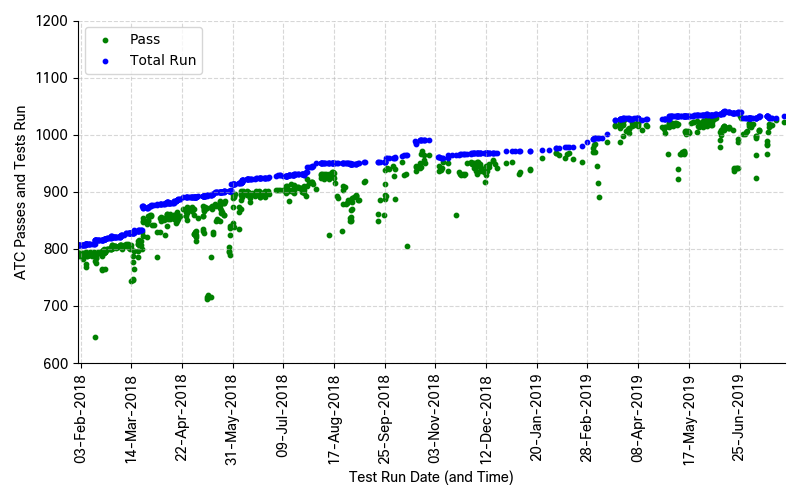 1200
1100
1000
900
800
700
600
ATC Passes and Tests Run
Pass
Total Run
03-Feb-2018
14-Mar-2018
22-Apr-2018
31-May-2018
09-Jul-2018
17-Aug-2018
25-Sep-2018
03-Nov-2018
12-Dec-2018
20-Jan-2019
28-Feb-2019
08-Apr-2019
17-May-2019
25-Jun-2019
Test Run Date (and Time)